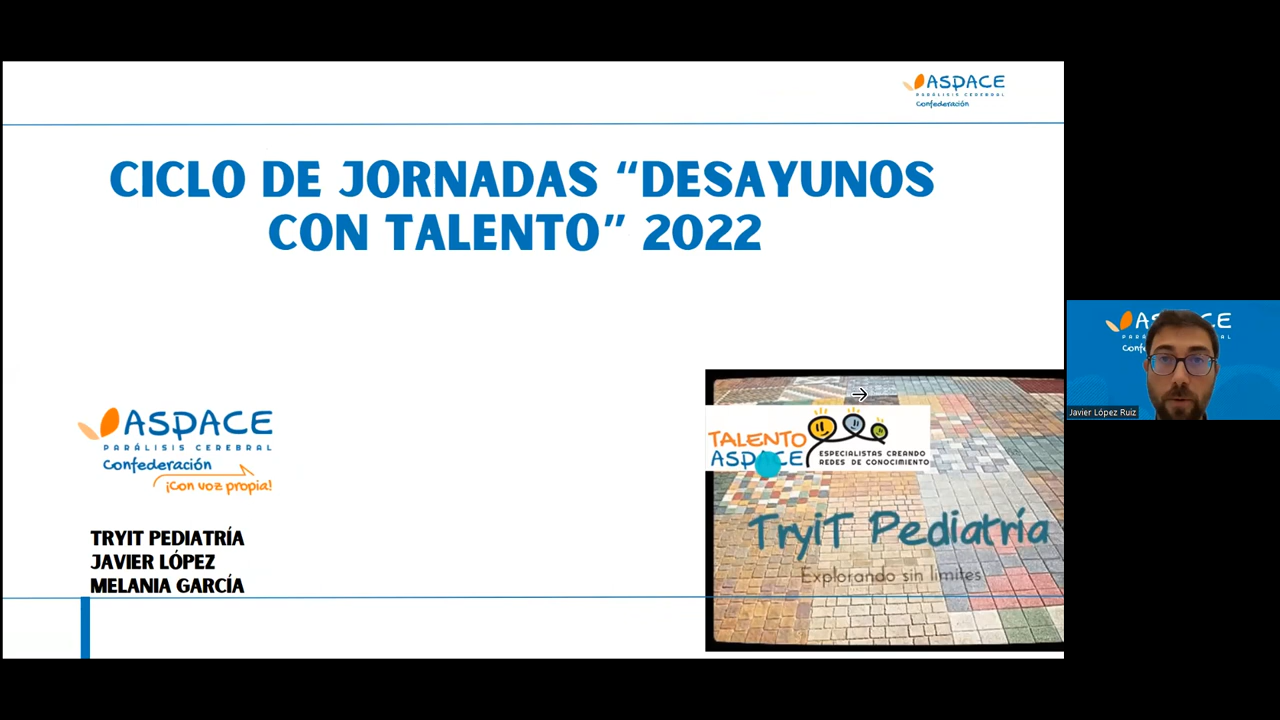 ASPACE
PARÁLISIS CEREBRAL
Confederación
CICLO DE JORNADAS “DESAYUNOS
CON TALENTO” 2022
ASPACE
PARÁLISIS CEREBRAL
Confederación
¡Con voz propia!
TRYIT PEDIATRÍA
JAVIER LÓPEZ
MELANIA GARCÍA
TALENTO
ASPACE
ESPECIALISTAS CREANDO
REDES DE CONOCIMIENTO
TryiT Pediatría
Explorando sin límites
Javier López Ruiz